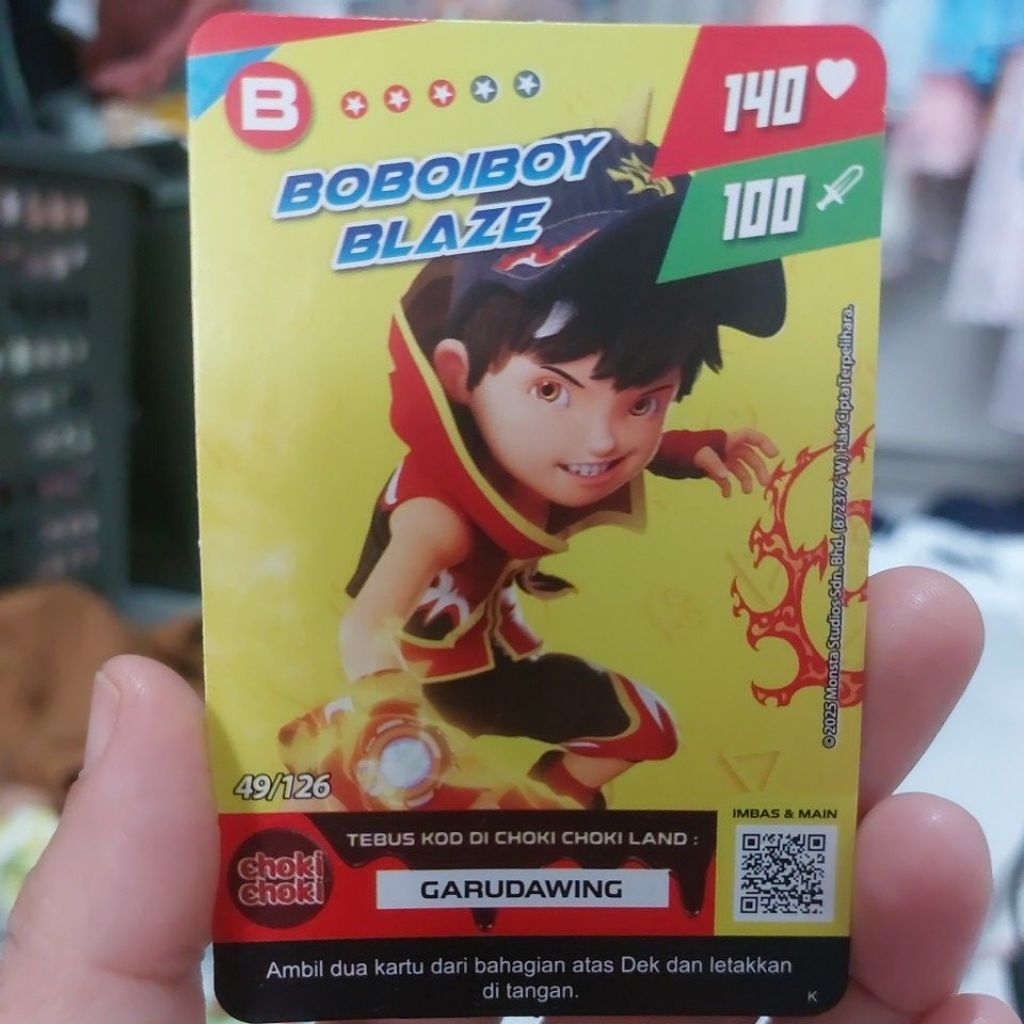 B
140
100
BOBOIBOY
BLAZE
©2025 Monsta Studios Sdn. Bhd. (872376-W) Hak Cipta Terpelihara.
49/126
IMBAS & MAIN
TEBUS KOD DI CHOKI CHOKI LAND :
choki
choki
GARUDAWING
Ambil dua kartu dari bahagian atas Dek dan letakkan
di tangan.
K